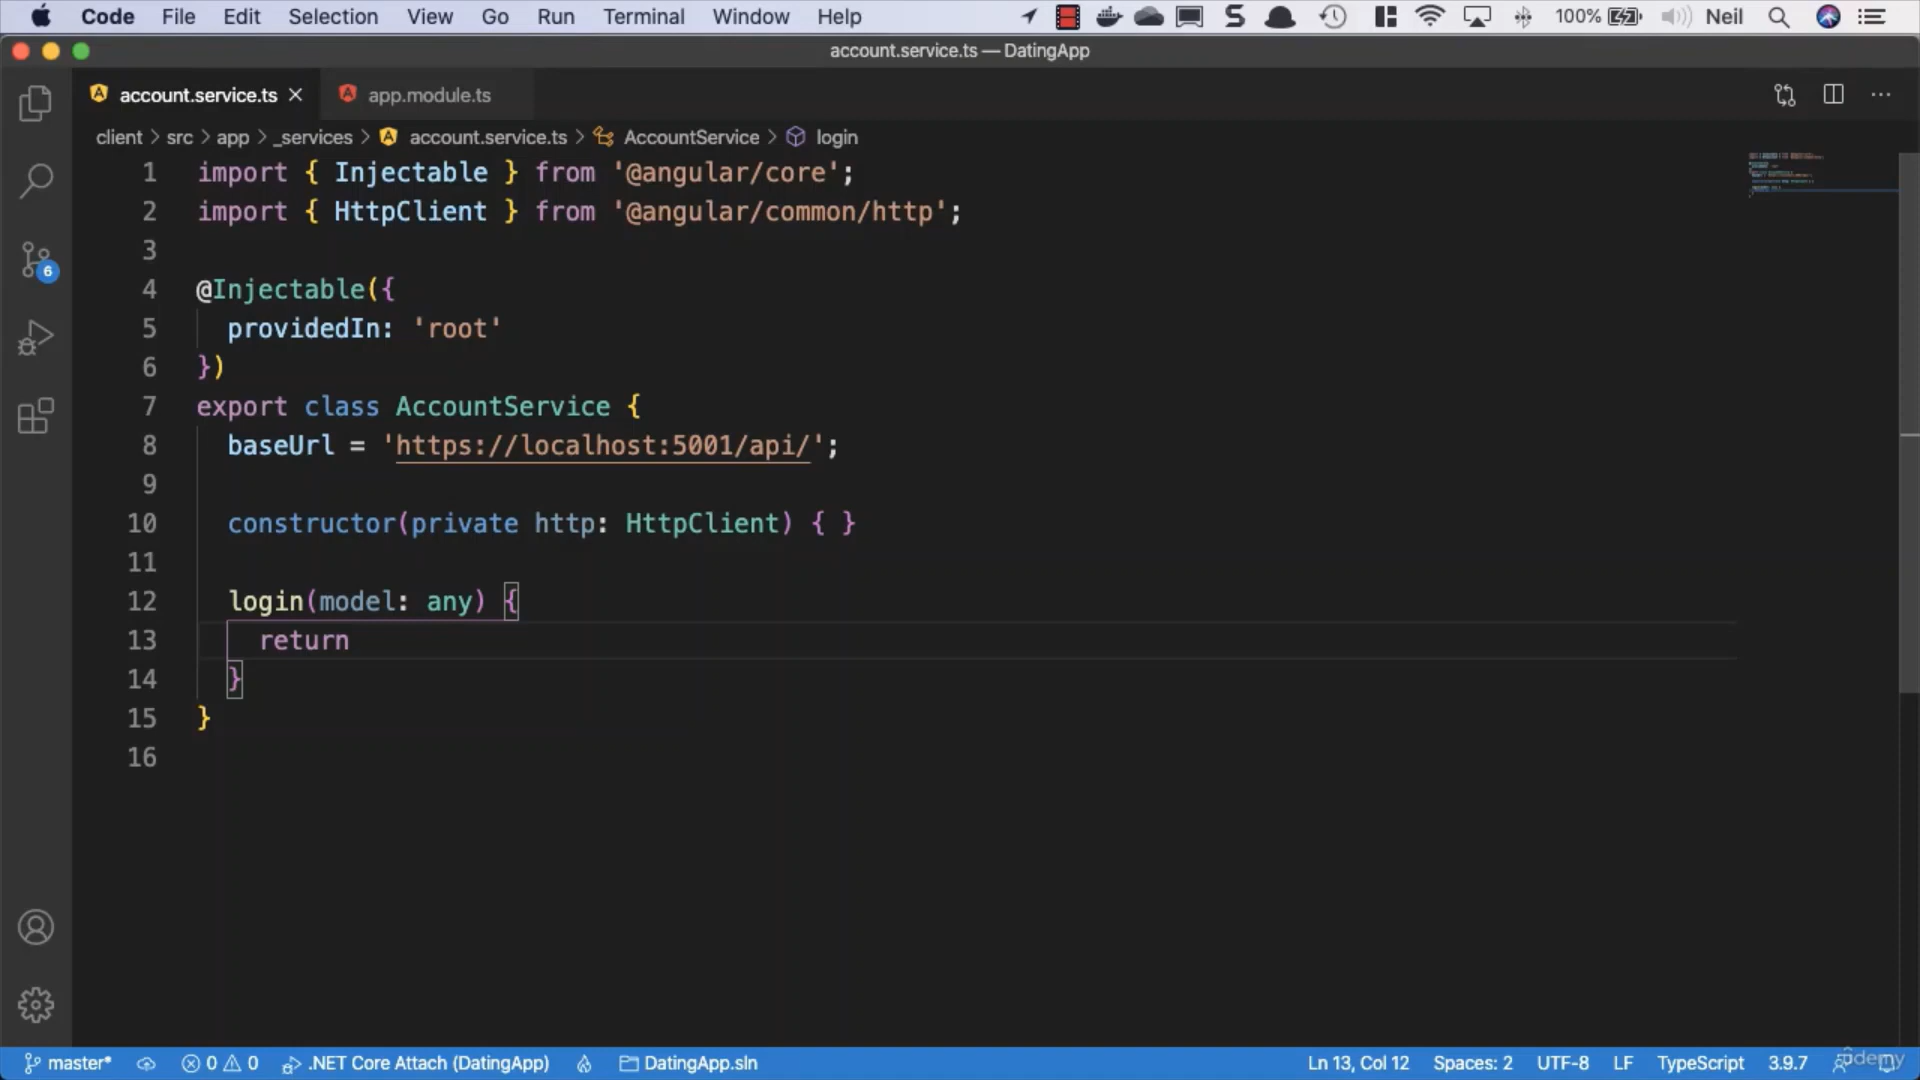 Code File Edit Selection View Go Run Terminal Window Help 100% Neil
account.service.ts — DatingApp
account.service.ts app.module.ts
client > src > app > _services > account.service.ts > AccountService > login
1 import { Injectable } from '@angular/core';
2 import { HttpClient } from '@angular/common/http';
3
4 @Injectable({
5 providedIn: 'root'
6 })
7 export class AccountService {
8 baseUrl = 'https://localhost:5001/api/';
9
10 constructor(private http: HttpClient) { }
11
12 login(model: any) {
13 return
14 }
15 }
16
6
master* 0 0 .NET Core Attach (DatingApp) DatingApp.sln Ln 13, Col 12 Spaces: 2 UTF-8 LF TypeScript 3.9.7 udemy